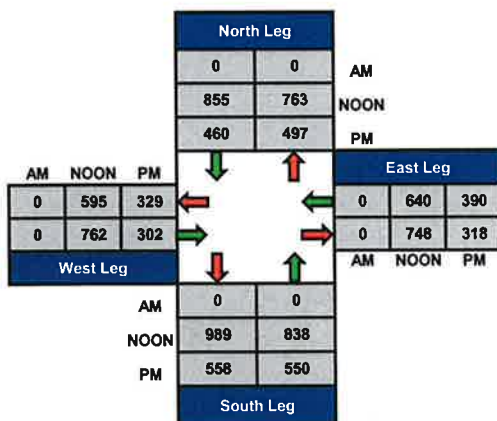 North Leg
0 0 AM
855 763 NOON
460 497 PM
AM NOON PM
East Leg
0 595 329
0 640 390
0 762 302
0 748 318
West Leg
AM NOON PM
AM 0 0
NOON 989 838
PM 558 550
South Leg